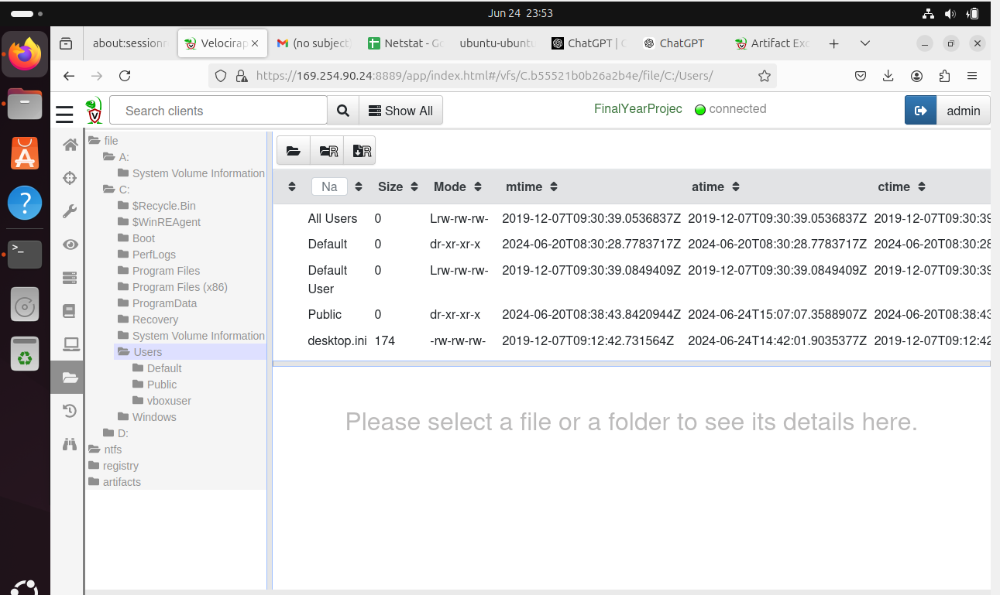 Jun 24 23:53
about:sessionr
Velocirap
(no subject)
Netstat - Go
ubuntu-ubuntu
ChatGPT | C
ChatGPT
Artifact Exc
https://169.254.90.24:8889/app/index.html#/vfs/C.b55521b0b26a2b4e/file/C:/Users/
Search clients
Show All
FinalYearProjec
connected
admin
file
A:
System Volume Information
C:
$Recycle.Bin
$WinREAgent
Boot
PerfLogs
Program Files
Program Files (x86)
ProgramData
Recovery
System Volume Information
Users
Default
Public
vboxuser
Windows
D:
ntfs
registry
artifacts
R R
Na Size Mode mtime atime ctime
All Users 0 Lrw-rw-rw- 2019-12-07T09:30:39.0536837Z 2019-12-07T09:30:39.0536837Z 2019-12-07T09:30:39
Default 0 dr-xr-xr-x 2024-06-20T08:30:28.7783717Z 2024-06-20T08:30:28.7783717Z 2024-06-20T08:30:28
Default 0 Lrw-rw-rw- 2019-12-07T09:30:39.0849409Z 2019-12-07T09:30:39.0849409Z 2019-12-07T09:30:39
User
Public 0 dr-xr-xr-x 2024-06-20T08:38:43.8420944Z 2024-06-24T15:07:07.3588907Z 2024-06-20T08:38:43
desktop.ini 174 -rw-rw-rw- 2019-12-07T09:12:42.731564Z 2024-06-24T14:42:01.9035377Z 2019-12-07T09:12:42
Please select a file or a folder to see its details here.